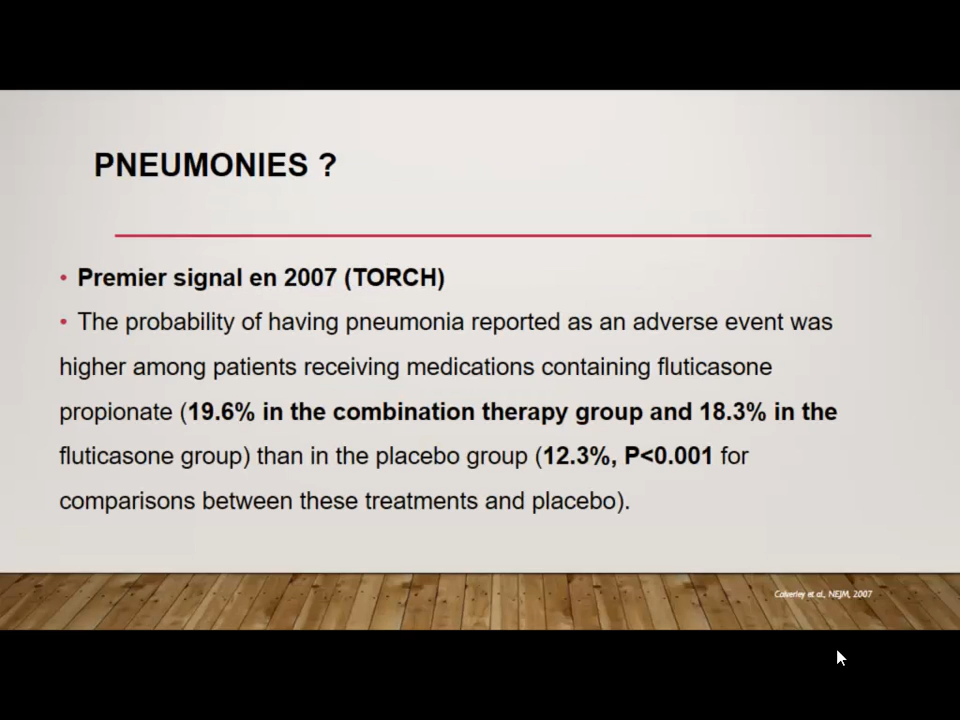 PNEUMONIES ?
• Premier signal en 2007 (TORCH)
• The probability of having pneumonia reported as an adverse event was
higher among patients receiving medications containing fluticasone
propionate (19.6% in the combination therapy group and 18.3% in the
fluticasone group) than in the placebo group (12.3%, P<0.001 for
comparisons between these treatments and placebo).
Calverley et al., NEJM, 2007